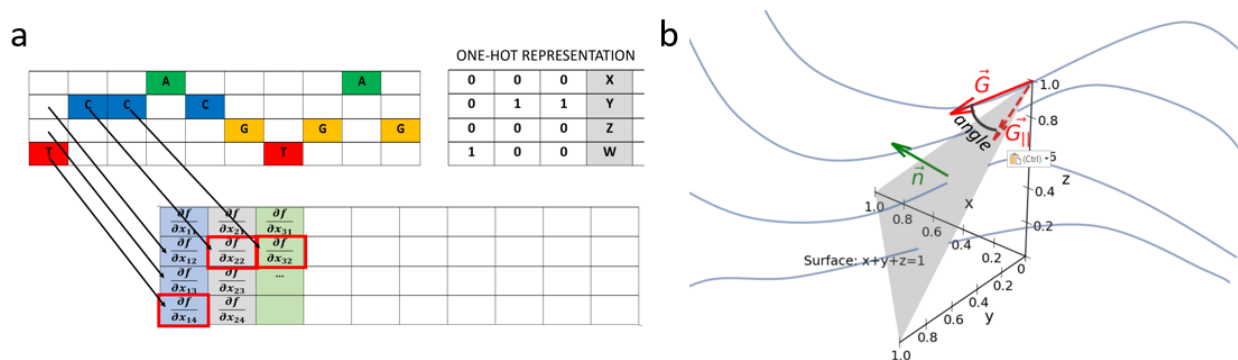 a
ONE-HOT REPRESENTATION
A A
C C C
G G G
T T
0 0 0 X
0 1 1 Y
0 0 0 Z
1 0 0 W
∂f/∂x₁₁ ∂f/∂x₂₁ ∂f/∂x₃₁
∂f/∂x₁₂ ∂f/∂x₂₂ ∂f/∂x₃₂
∂f/∂x₁₃ ∂f/∂x₂₃ ...
∂f/∂x₁₄ ∂f/∂x₂₄
b
G⃗
angle
G⃗||
n⃗
(Ctrl)
1.0
0.8
0.4
0.2
z
1.0 0.8 0.6 0.4 0.2 0
x
Surface: x+y+z=1
0.2
0.4
0.6
0.8
1.0
y